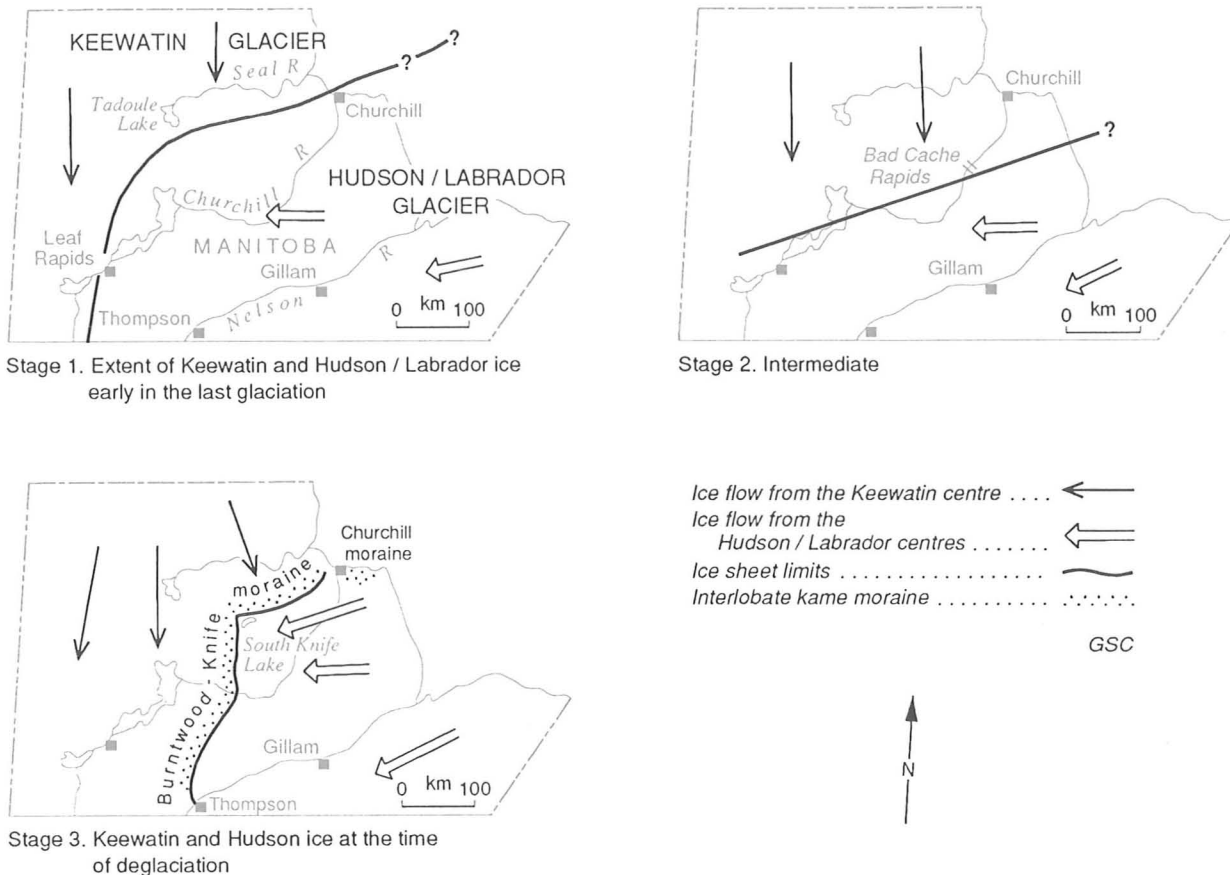 KEEWATIN GLACIER
Seal R
?
?
Tadoule
Lake
Churchill
R
HUDSON / LABRADOR
GLACIER
Churchill
Leaf
Rapids
MANITOBA
R
Gillam
Nelson
Thompson
0 km 100
Stage 1. Extent of Keewatin and Hudson / Labrador ice
early in the last glaciation
Churchill
?
Bad Cache
Rapids
Gillam
0 km 100
Stage 2. Intermediate
Churchill
moraine
moraine
Burntwood - Knife
South Knife
Lake
Gillam
0 km 100
Thompson
Stage 3. Keewatin and Hudson ice at the time
of deglaciation
Ice flow from the Keewatin centre . . . .
Ice flow from the
Hudson / Labrador centres . . . . . . .
Ice sheet limits . . . . . . . . . . . . . . . . . .
Interlobate kame moraine . . . . . . . . .
GSC
N